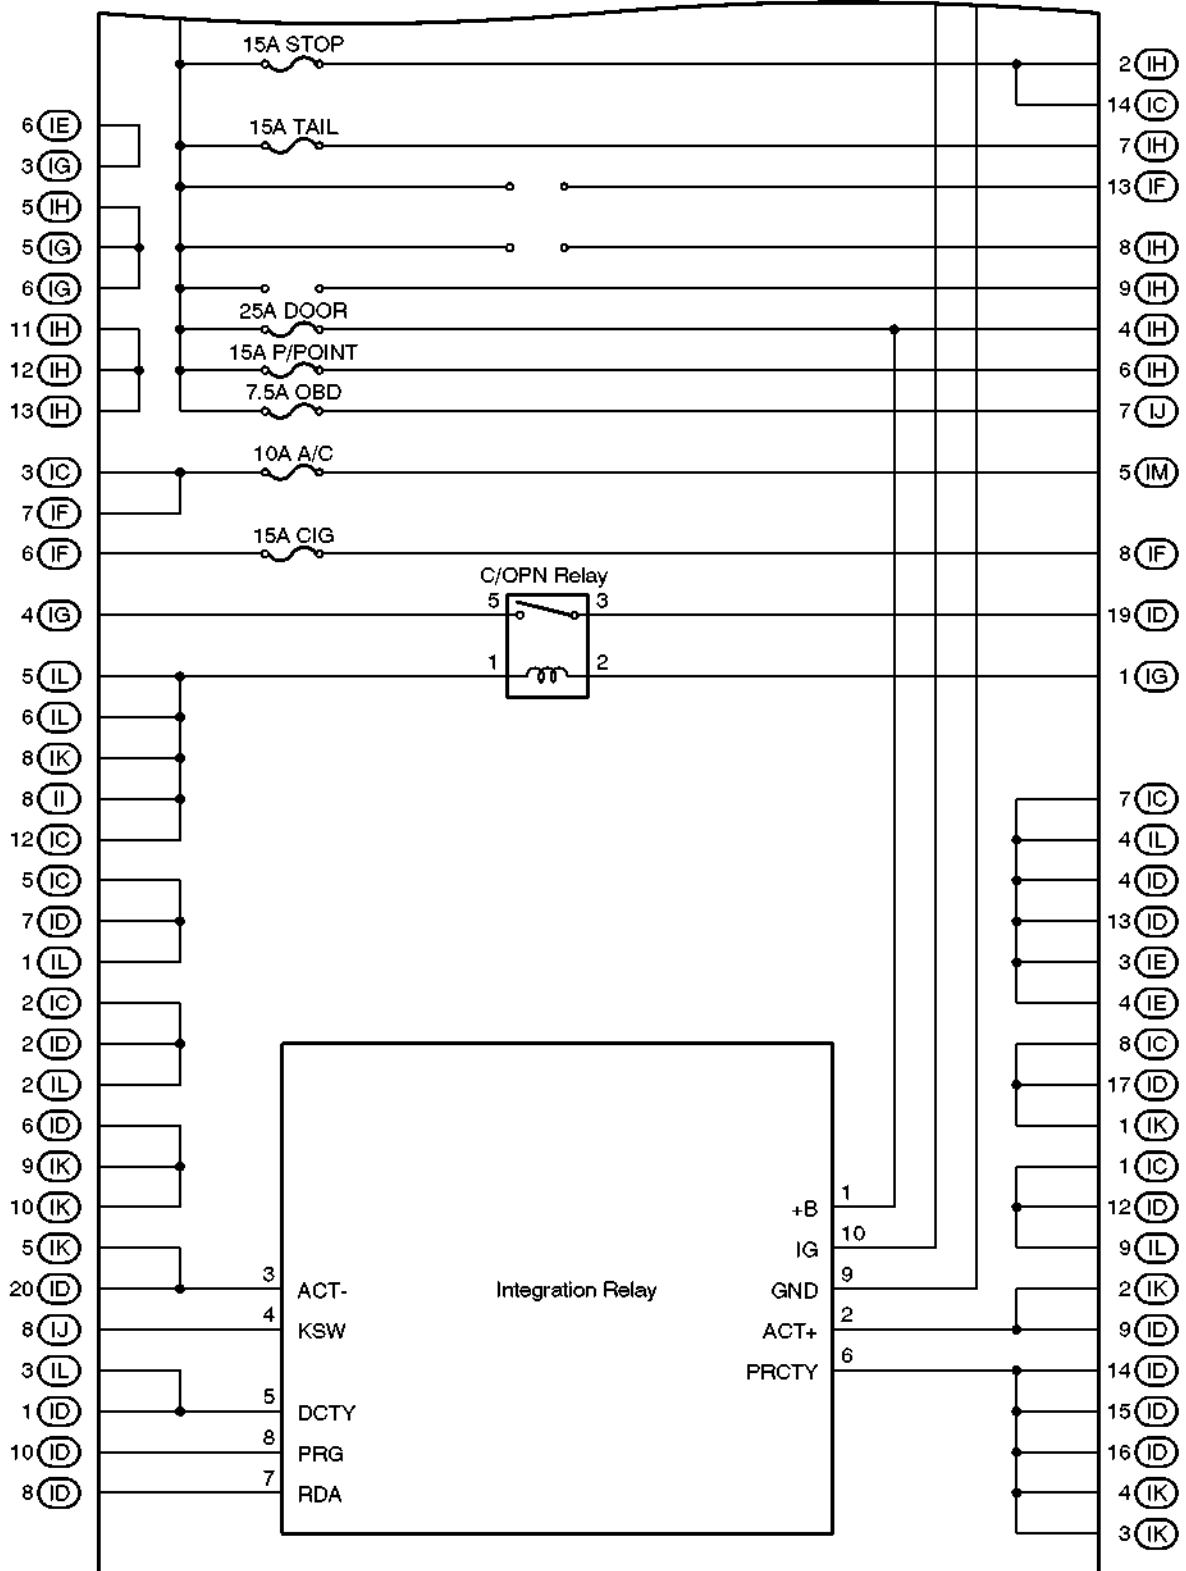 15A STOP
2 IH
14 IC
6 IE
15A TAIL
7 IH
3 IG
13 IF
5 IH
5 IG
8 IH
6 IG
9 IH
25A DOOR
11 IH
4 IH
15A P/POINT
12 IH
6 IH
7.5A OBD
13 IH
7 IJ
10A A/C
3 IC
5 IM
7 IF
15A CIG
6 IF
8 IF
C/OPN Relay
4 IG
5 3
19 ID
5 IL
1 2
1 IG
6 IL
8 IK
8 II
7 IC
12 IC
4 IL
5 IC
4 ID
7 ID
13 ID
1 IL
3 IE
2 IC
4 IE
2 ID
8 IC
2 IL
17 ID
6 ID
1 IK
9 IK
1 IC
10 IK
+B 1
12 ID
5 IK
IG 10
9 IL
20 ID
3 ACT-
Integration Relay
GND 9
2 IK
8 IJ
4 KSW
ACT+ 2
9 ID
3 IL
PRCTY 6
14 ID
1 ID
5 DCTY
15 ID
10 ID
8 PRG
16 ID
8 ID
7 RDA
4 IK
3 IK